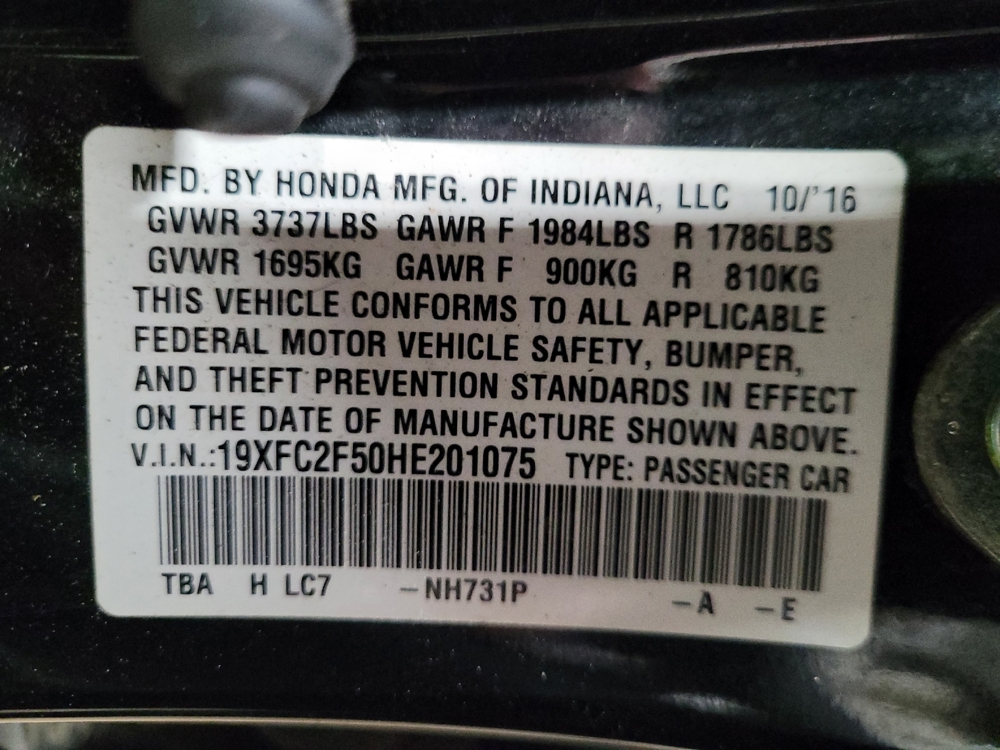 MFD. BY HONDA MFG. OF INDIANA, LLC 10/'16
GVWR 3737LBS GAWR F 1984LBS R 1786LBS
GVWR 1695KG GAWR F 900KG R 810KG
THIS VEHICLE CONFORMS TO ALL APPLICABLE
FEDERAL MOTOR VEHICLE SAFETY, BUMPER,
AND THEFT PREVENTION STANDARDS IN EFFECT
ON THE DATE OF MANUFACTURE SHOWN ABOVE.
V.I.N.:19XFC2F50HE201075 TYPE: PASSENGER CAR
TBA H LC7 –NH731P –A –E